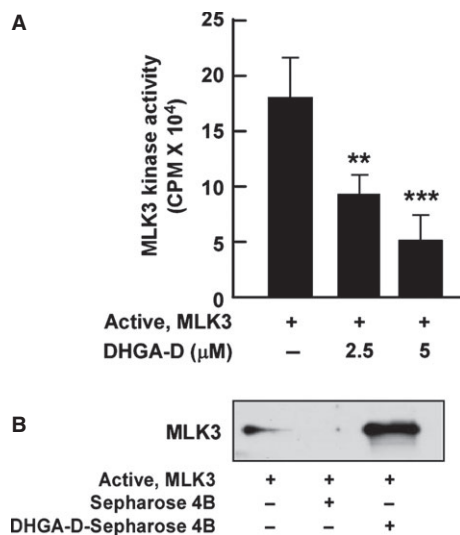 A
MLK3 kinase activity
(CPM X 10⁴)
25
20
15
10
5
0
**
***
Active, MLK3 + + +
DHGA-D (µM) – 2.5 5
B
MLK3
Active, MLK3 + + +
Sepharose 4B – + –
DHGA-D-Sepharose 4B – – +